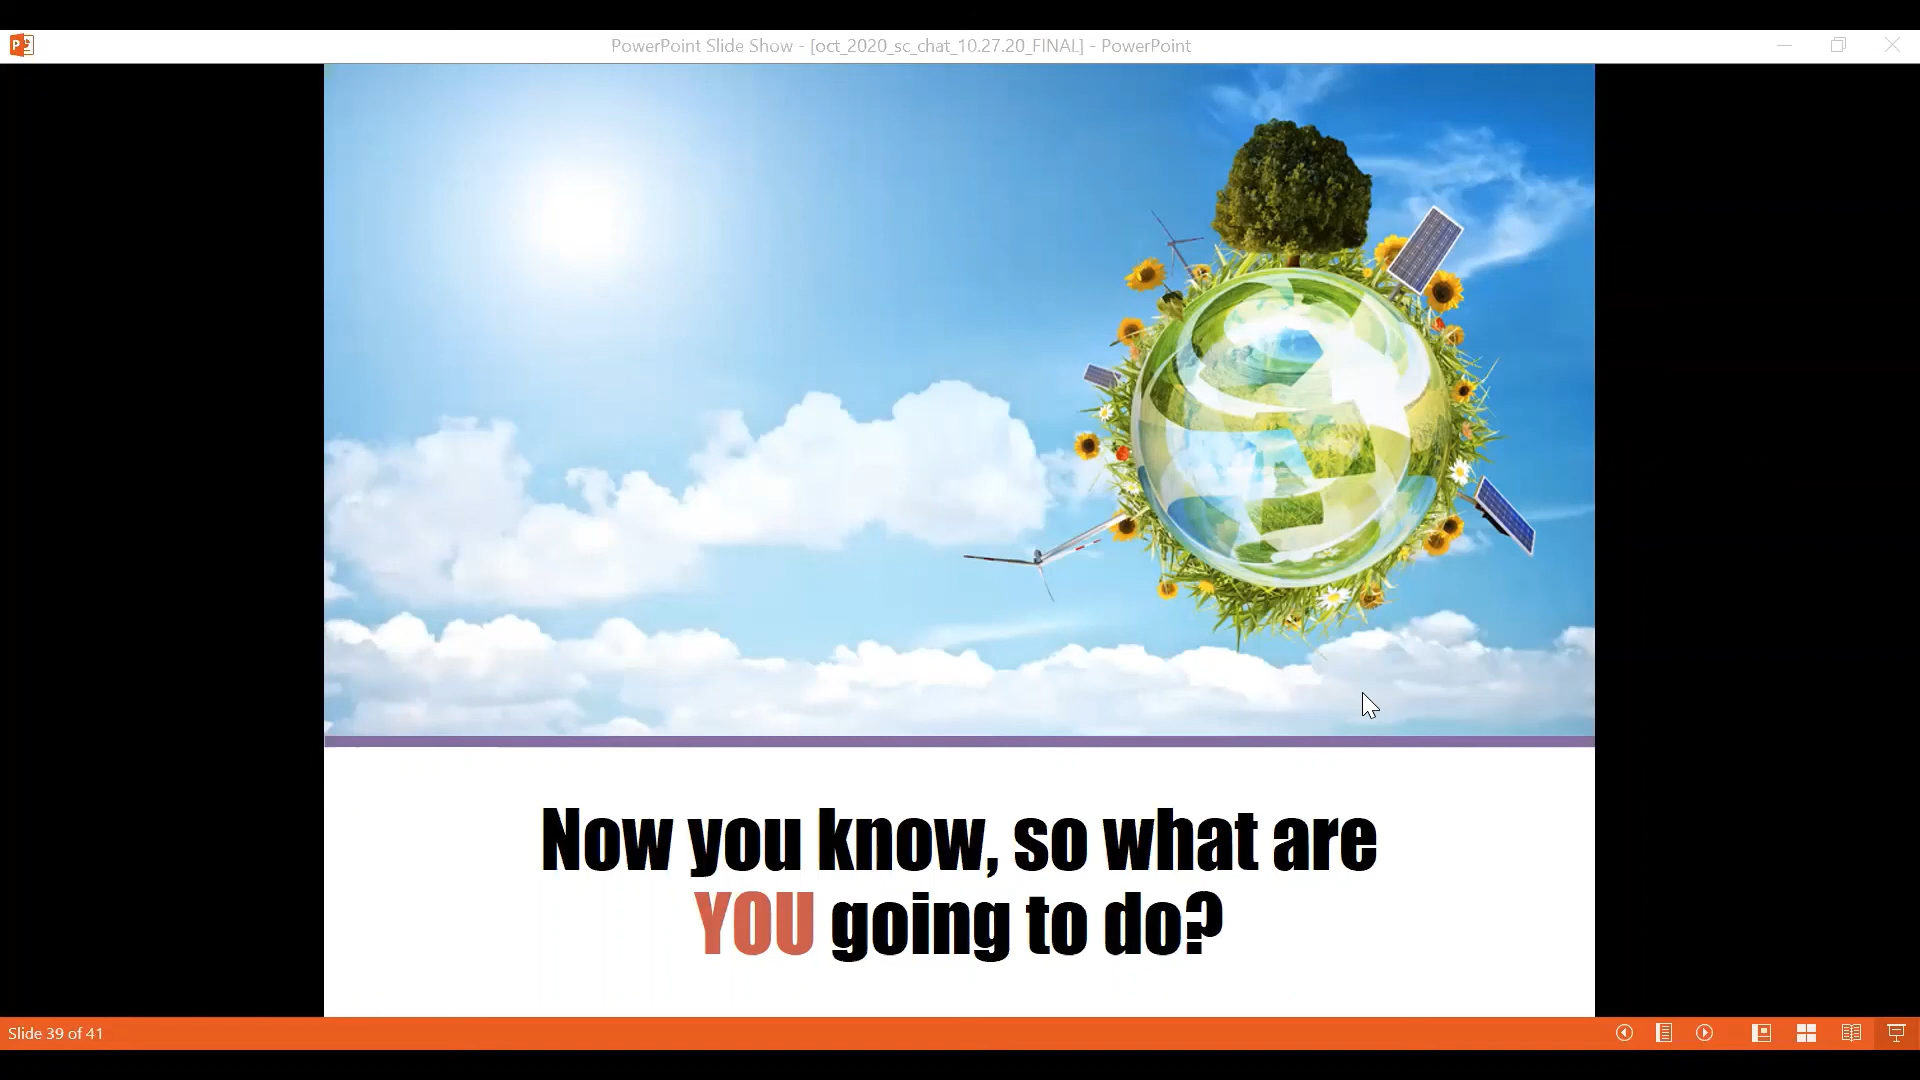 PowerPoint Slide Show - [oct_2020_sc_chat_10.27.20_FINAL] - PowerPoint
Now you know, so what are
YOU going to do?
Slide 39 of 41